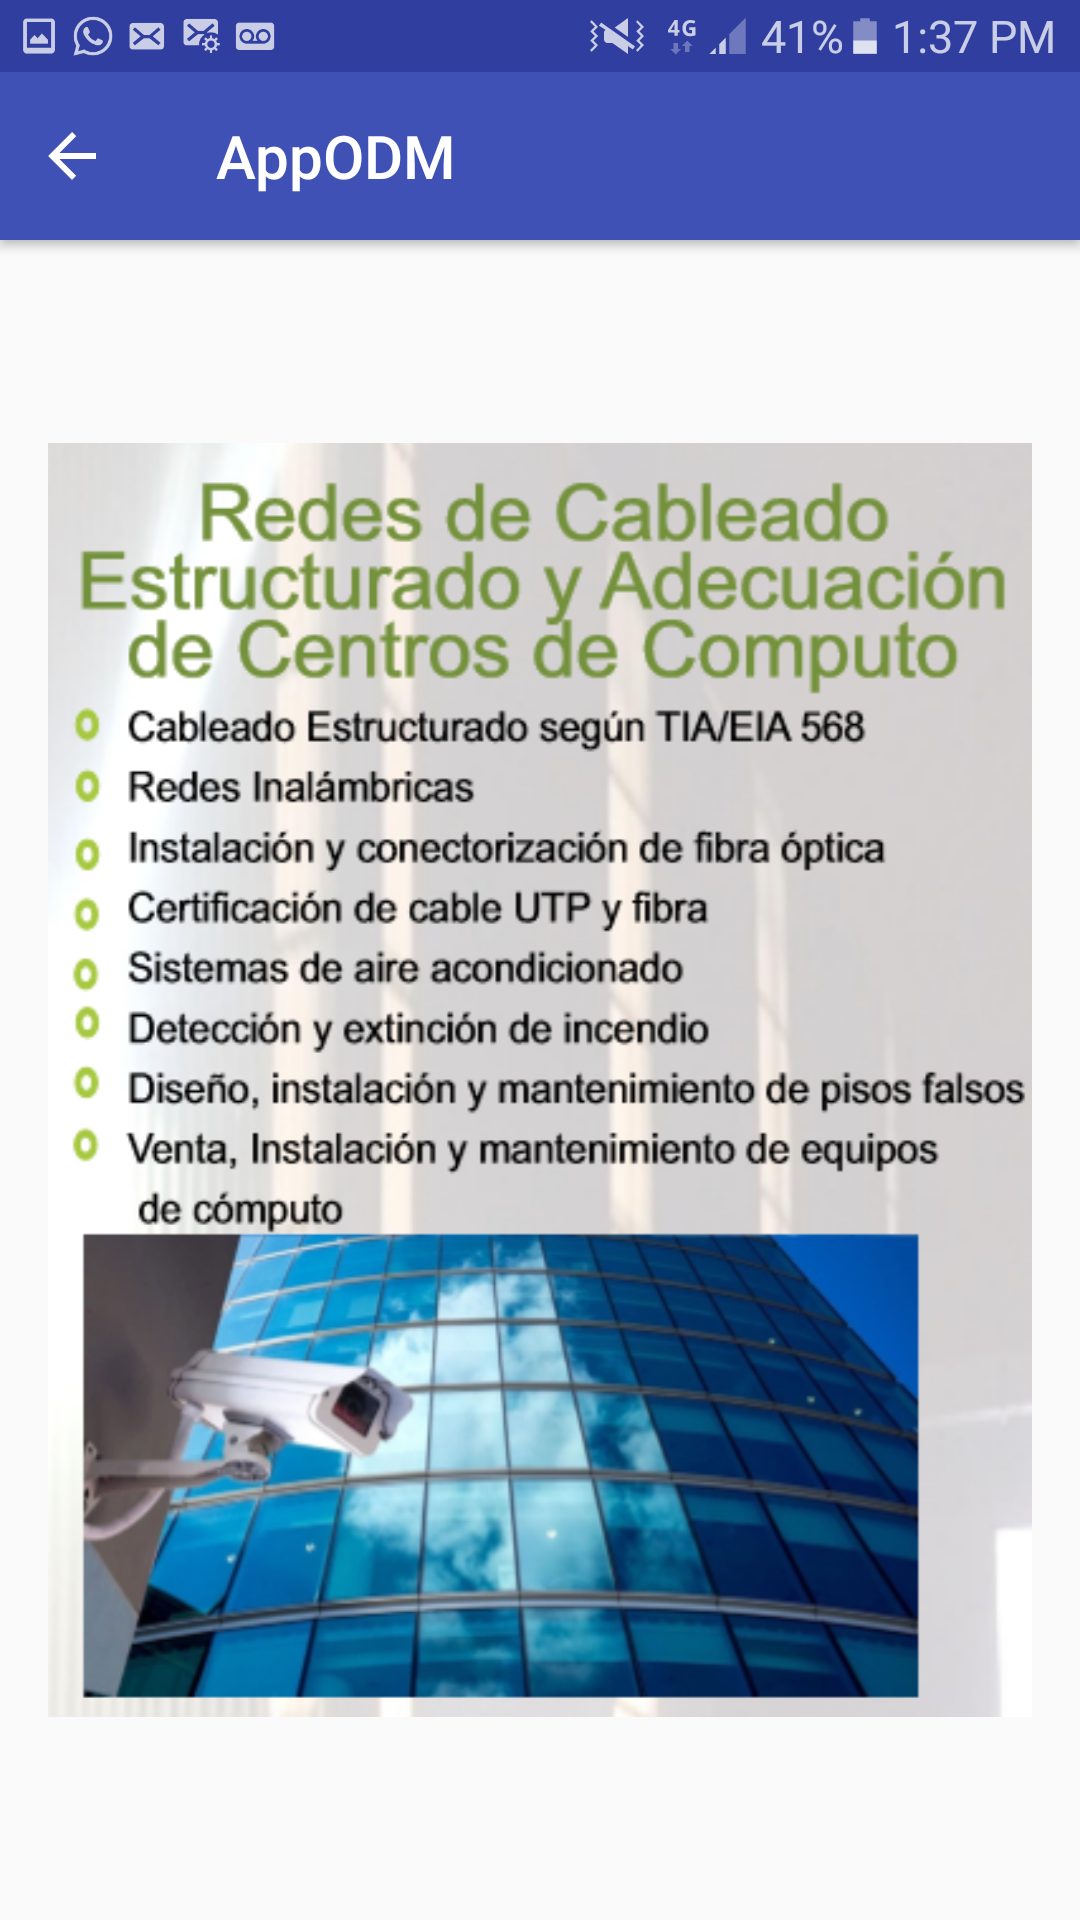 4G 41% 1:37 PM
AppODM
Redes de Cableado
Estructurado y Adecuación
de Centros de Computo
Cableado Estructurado según TIA/EIA 568
Redes Inalámbricas
Instalación y conectorización de fibra óptica
Certificación de cable UTP y fibra
Sistemas de aire acondicionado
Detección y extinción de incendio
Diseño, instalación y mantenimiento de pisos falsos
Venta, Instalación y mantenimiento de equipos
de cómputo